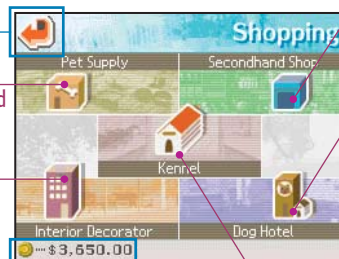 Shopping
Pet Supply
Secondhand Shop
d
Kennel
Interior Decorator
Dog Hotel
$3,650.00